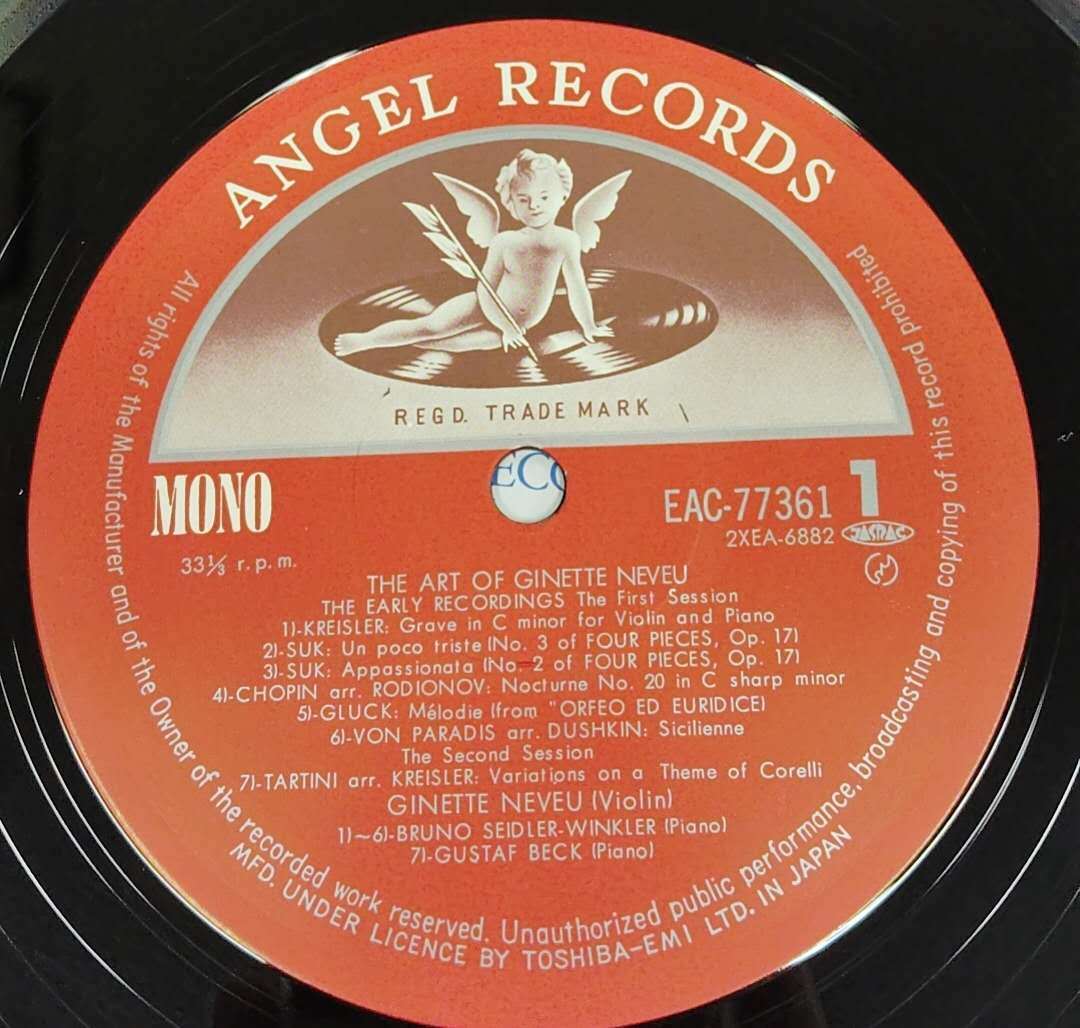 ANGEL RECORDS
REGD. TRADE MARK
ECO
MONO
33⅓ r.p.m.
EAC-77361 1
2XEA-6882 JASRAC
THE ART OF GINETTE NEVEU
THE EARLY RECORDINGS The First Session
1)-KREISLER: Grave in C minor for Violin and Piano
2)-SUK: Un poco triste (No. 3 of FOUR PIECES, Op. 17)
3)-SUK: Appassionata (No. 2 of FOUR PIECES, Op. 17)
4)-CHOPIN arr. RODIONOV: Nocturne No. 20 in C sharp minor
5)-GLUCK: Mélodie (from "ORFEO ED EURIDICE)
6)-VON PARADIS arr. DUSHKIN: Sicilienne
The Second Session
7)-TARTINI arr. KREISLER: Variations on a Theme of Corelli
GINETTE NEVEU (Violin)
1)~6)-BRUNO SEIDLER-WINKLER (Piano)
7)-GUSTAF BECK (Piano)
All rights of the Manufacturer and of the Owner of the recorded work reserved. Unauthorized public performance, broadcasting and copying of this record prohibited
MFD. UNDER LICENCE BY TOSHIBA-EMI LTD. IN JAPAN